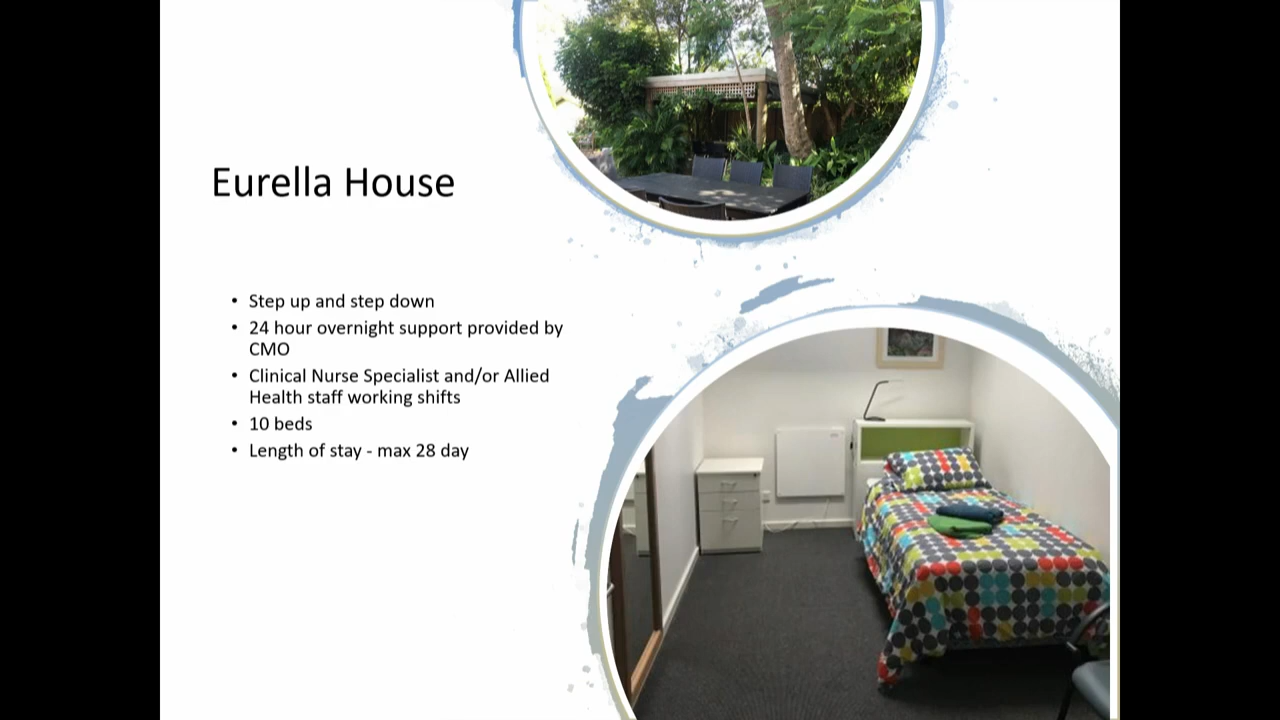 Eurella House
• Step up and step down
• 24 hour overnight support provided by
CMO
• Clinical Nurse Specialist and/or Allied
Health staff working shifts
• 10 beds
• Length of stay - max 28 day